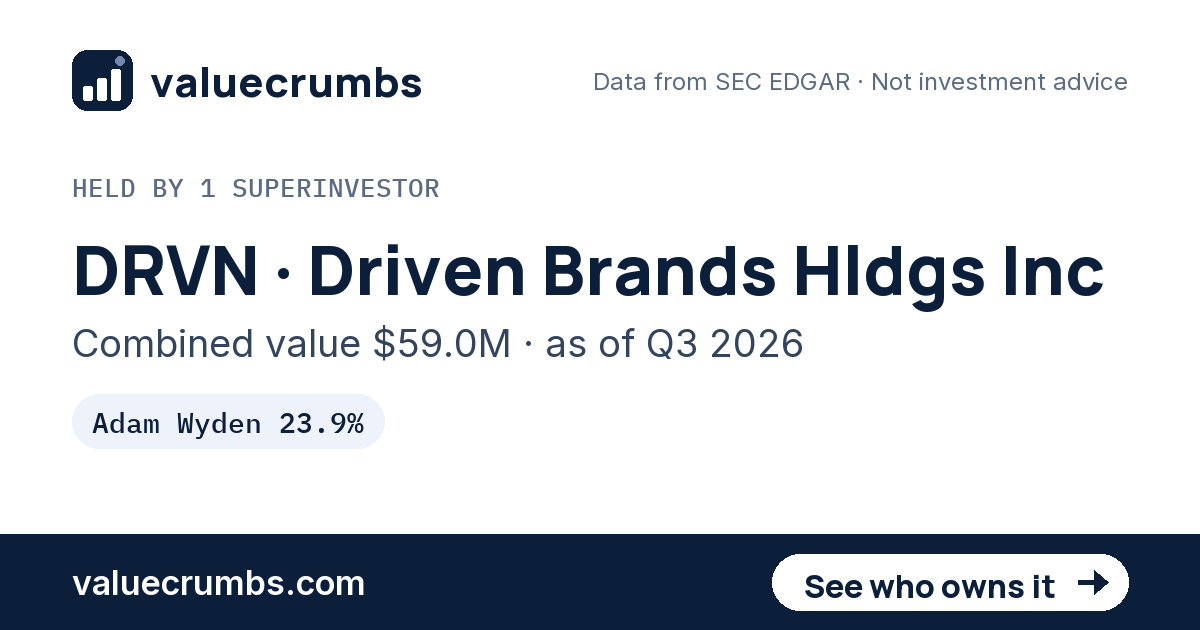 valuecrumbs
Data from SEC EDGAR · Not investment advice
HELD BY 1 SUPERINVESTOR
DRVN · Driven Brands Hldgs Inc
Combined value $59.0M · as of Q3 2026
Adam Wyden 23.9%
valuecrumbs.com
See who owns it →